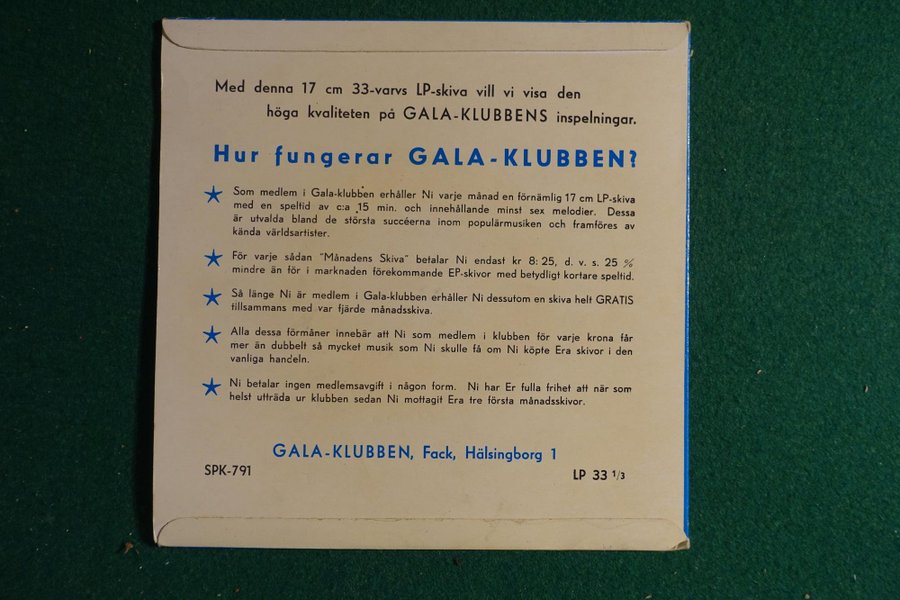 Med denna 17 cm 33-varvs LP-skiva vill vi visa den
höga kvaliteten på GALA-KLUBBENS inspelningar.
Hur fungerar GALA-KLUBBEN?
Som medlem i Gala-klubben erhåller Ni varje månad en förnämlig 17 cm LP-skiva
med en speltid av c:a 15 min. och innehållande minst sex melodier. Dessa
är utvalda bland de största succéerna inom populärmusiken och framföres av
kända världsartister.
För varje sådan "Månadens Skiva" betalar Ni endast kr 8:25, d. v. s. 25 %
mindre än för i marknaden förekommande EP-skivor med betydligt kortare speltid.
Så länge Ni är medlem i Gala-klubben erhåller Ni dessutom en skiva helt GRATIS
tillsammans med var fjärde månadsskiva.
Alla dessa förmåner innebär att Ni som medlem i klubben för varje krona får
mer än dubbelt så mycket musik som Ni skulle få om Ni köpte Era skivor i den
vanliga handeln.
Ni betalar ingen medlemsavgift i någon form. Ni har Er fulla frihet att när som
helst utträda ur klubben sedan Ni mottagit Era tre första månadsskivor.
GALA-KLUBBEN, Fack, Hälsingborg 1
SPK-791
LP 33 1/3